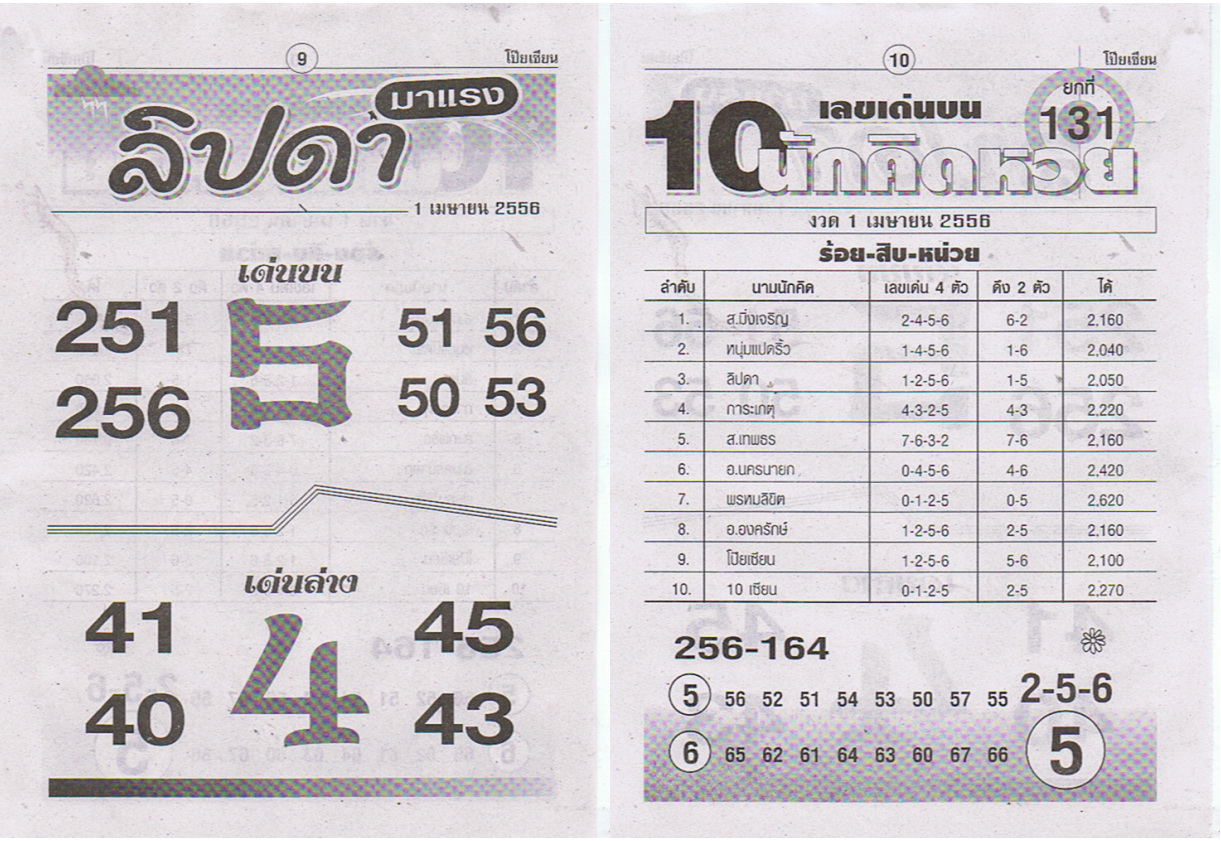 9
โป๊ยเซียน
มาแรง
ลิปดา
1 เมษายน 2556
เด่นบน
251 5 51 56
256 50 53
เด่นล่าง
41 4 45
40 43
10
โป๊ยเซียน
10 เลขเด่นบน
ยกที่
131
นักคิดหวย
งวด 1 เมษายน 2556
ร้อย-สิบ-หน่วย
ลำดับ นามนักคิด เลขเด่น 4 ตัว ดึง 2 ตัว ได้
1. ส.มิ่งเจริญ 2-4-5-6 6-2 2,160
2. หนุ่มแปดริ้ว 1-4-5-6 1-6 2,040
3. ลิปดา 1-2-5-6 1-5 2,050
4. การะเกตุ 4-3-2-5 4-3 2,220
5. ส.เทพธร 7-6-3-2 7-6 2,160
6. อ.นครนายก 0-4-5-6 4-6 2,420
7. พรหมลิขิต 0-1-2-5 0-5 2,620
8. อ.องครักษ์ 1-2-5-6 2-5 2,160
9. โป๊ยเซียน 1-2-5-6 5-6 2,100
10. 10 เซียน 0-1-2-5 2-5 2,270
256-164
5 56 52 51 54 53 50 57 55 2-5-6
6 65 62 61 64 63 60 67 66 5